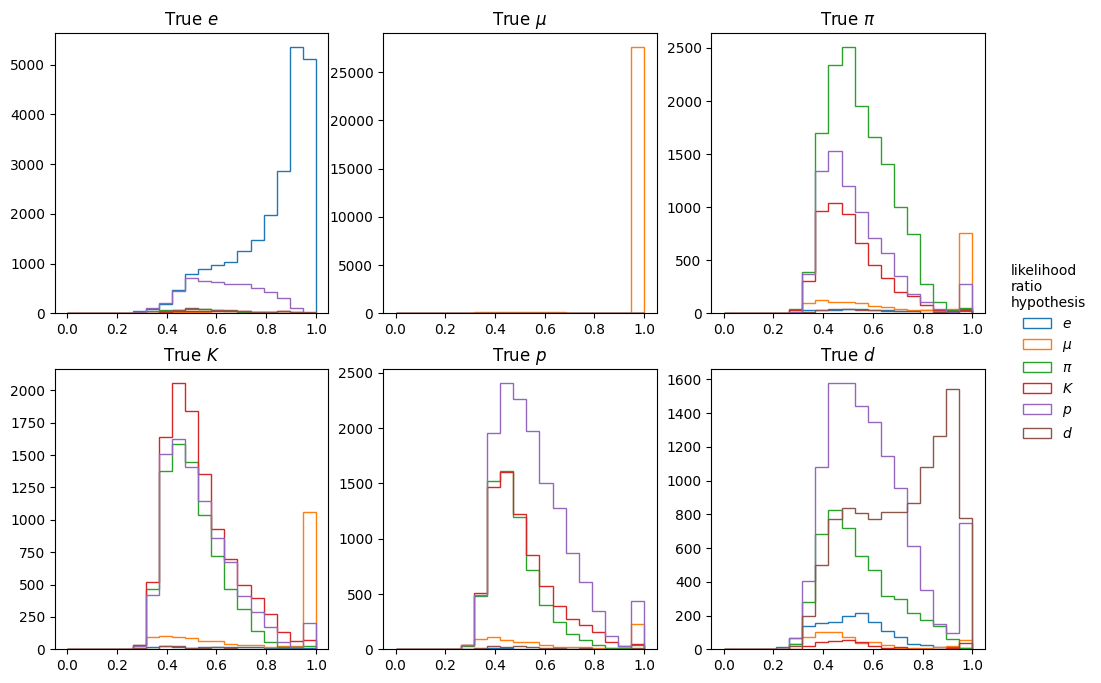 True e
True μ
True π
5000
4000
3000
2000
1000
0
0.0 0.2 0.4 0.6 0.8 1.0
25000
20000
15000
10000
5000
0
0.0 0.2 0.4 0.6 0.8 1.0
2500
2000
1500
1000
500
0
0.0 0.2 0.4 0.6 0.8 1.0
likelihood
ratio
hypothesis
e
μ
π
K
p
d
True K
True p
True d
2000
1750
1500
1250
1000
750
500
250
0
0.0 0.2 0.4 0.6 0.8 1.0
2500
2000
1500
1000
500
0
0.0 0.2 0.4 0.6 0.8 1.0
1600
1400
1200
1000
800
600
400
200
0
0.0 0.2 0.4 0.6 0.8 1.0